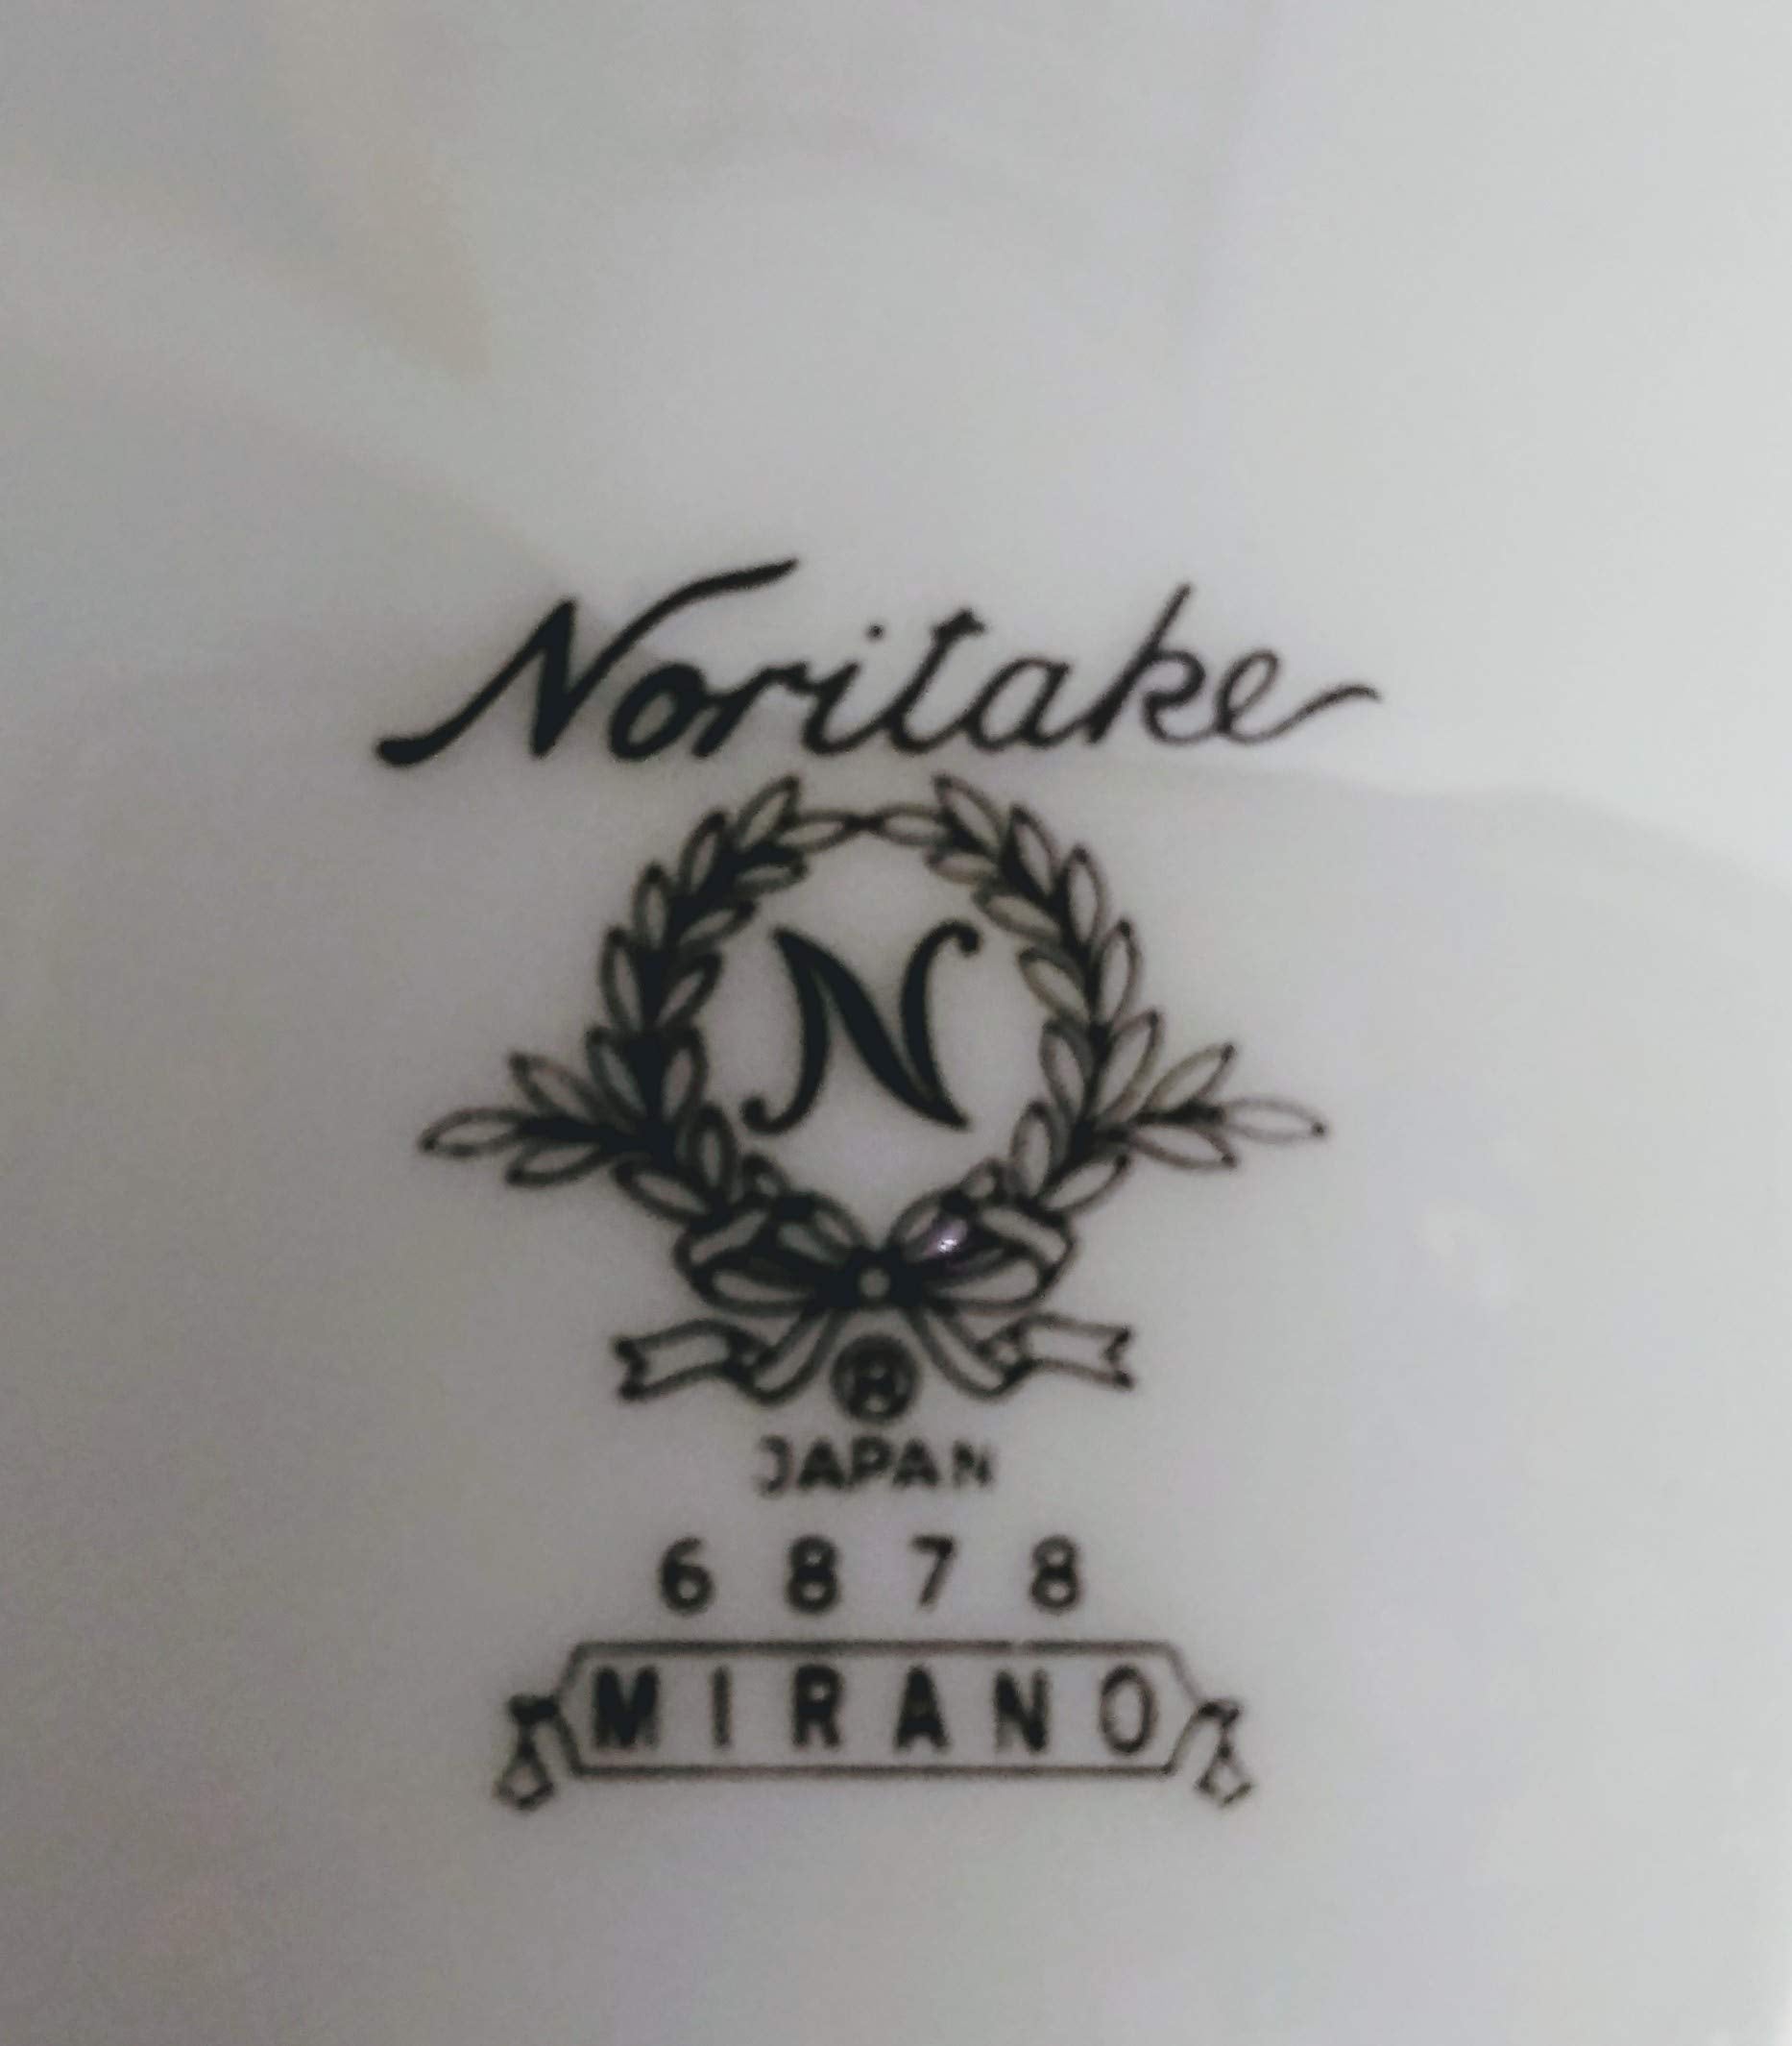 Noritake
N
®
JAPAN
6878
MIRANO